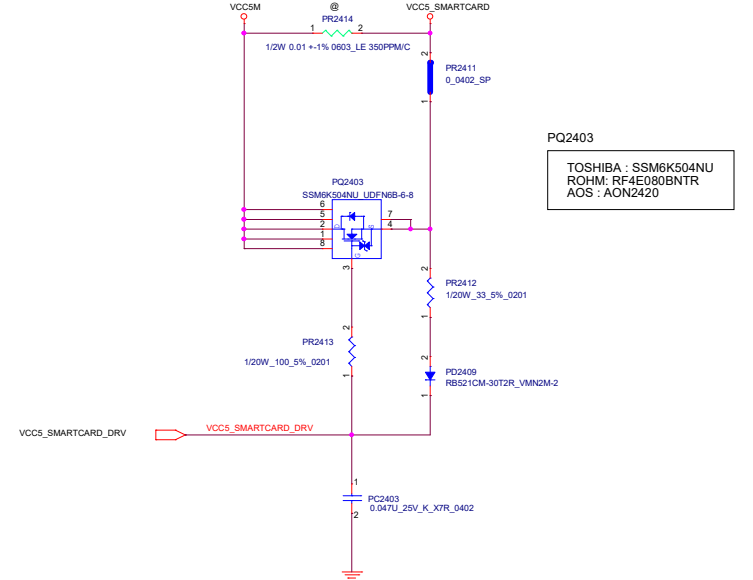 VCC5M
@
VCC5_SMARTCARD
PR2414
1
2
1/2W 0.01 +-1% 0603_LE 350PPM/C
2
PR2411
0_0402_SP
1
PQ2403
TOSHIBA : SSM6K504NU
ROHM: RF4E080BNTR
AOS : AON2420
PQ2403
SSM6K504NU_UDFN6B-6-8
6
5
2
1
8
7
4
D
S
G
3
2
PR2412
1/20W_33_5%_0201
1
2
PR2413
1/20W_100_5%_0201
1
2
PD2409
RB521CM-30T2R_VMN2M-2
1
VCC5_SMARTCARD_DRV
VCC5_SMARTCARD_DRV
1
PC2403
0.047U_25V_K_X7R_0402
2